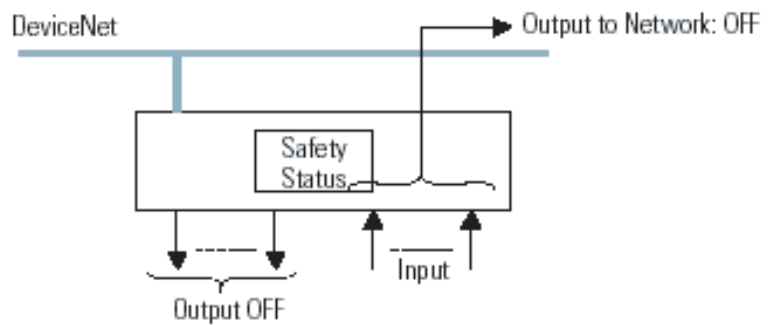 DeviceNet
Output to Network: OFF
Safety
Status
Input
Output OFF